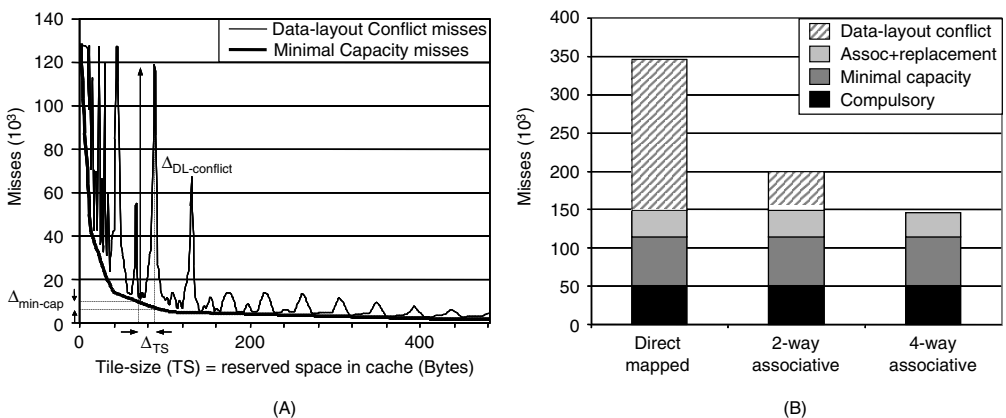 140
120
100
80
60
40
20
0
Misses (10³)
Data-layout Conflict misses
Minimal Capacity misses
Δ_DL-conflict
Δ_min-cap
0
200
400
Δ_TS
Tile-size (TS) = reserved space in cache (Bytes)
(A)
400
350
300
250
200
150
100
50
0
Misses (10³)
Data-layout conflict
Assoc+replacement
Minimal capacity
Compulsory
Direct
mapped
2-way
associative
4-way
associative
(B)